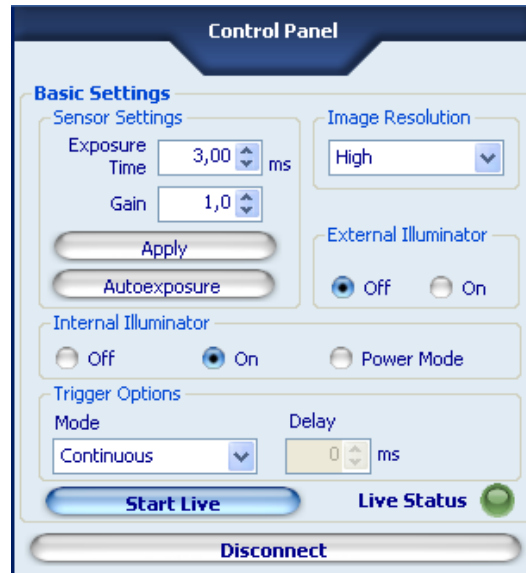 Control Panel
Basic Settings
Sensor Settings
Exposure Time 3,00 ms
Gain 1,0
Apply
Autoexposure
Image Resolution
High
External Illuminator
Off On
Internal Illuminator
Off On Power Mode
Trigger Options
Mode Delay
Continuous 0 ms
Start Live Live Status
Disconnect